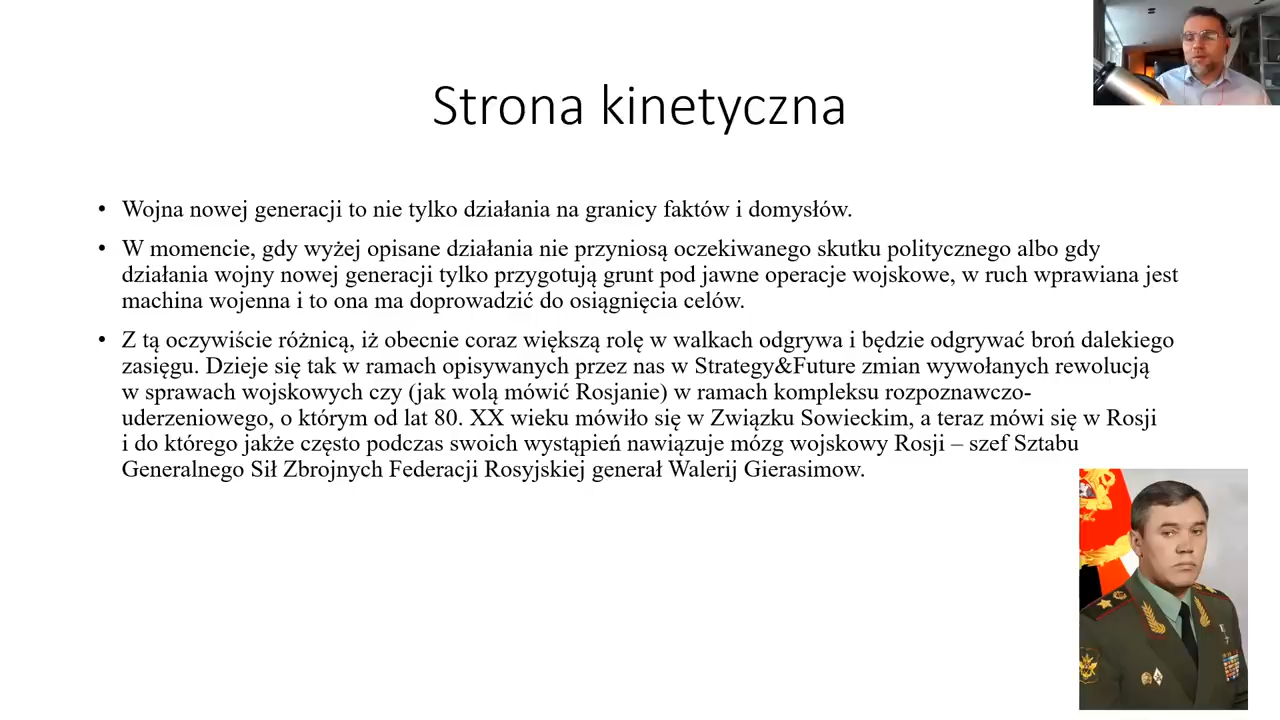 Strona kinetyczna
• Wojna nowej generacji to nie tylko działania na granicy faktów i domysłów.
• W momencie, gdy wyżej opisane działania nie przyniosą oczekiwanego skutku politycznego albo gdy
działania wojny nowej generacji tylko przygotują grunt pod jawne operacje wojskowe, w ruch wprawiana jest
machina wojenna i to ona ma doprowadzić do osiągnięcia celów.
• Z tą oczywiście różnicą, iż obecnie coraz większą rolę w walkach odgrywa i będzie odgrywać broń dalekiego
zasięgu. Dzieje się tak w ramach opisywanych przez nas w Strategy&Future zmian wywołanych rewolucją
w sprawach wojskowych czy (jak wolą mówić Rosjanie) w ramach kompleksu rozpoznawczo-
uderzeniowego, o którym od lat 80. XX wieku mówiło się w Związku Sowieckim, a teraz mówi się w Rosji
i do którego jakże często podczas swoich wystąpień nawiązuje mózg wojskowy Rosji – szef Sztabu
Generalnego Sił Zbrojnych Federacji Rosyjskiej generał Walerij Gierasimow.